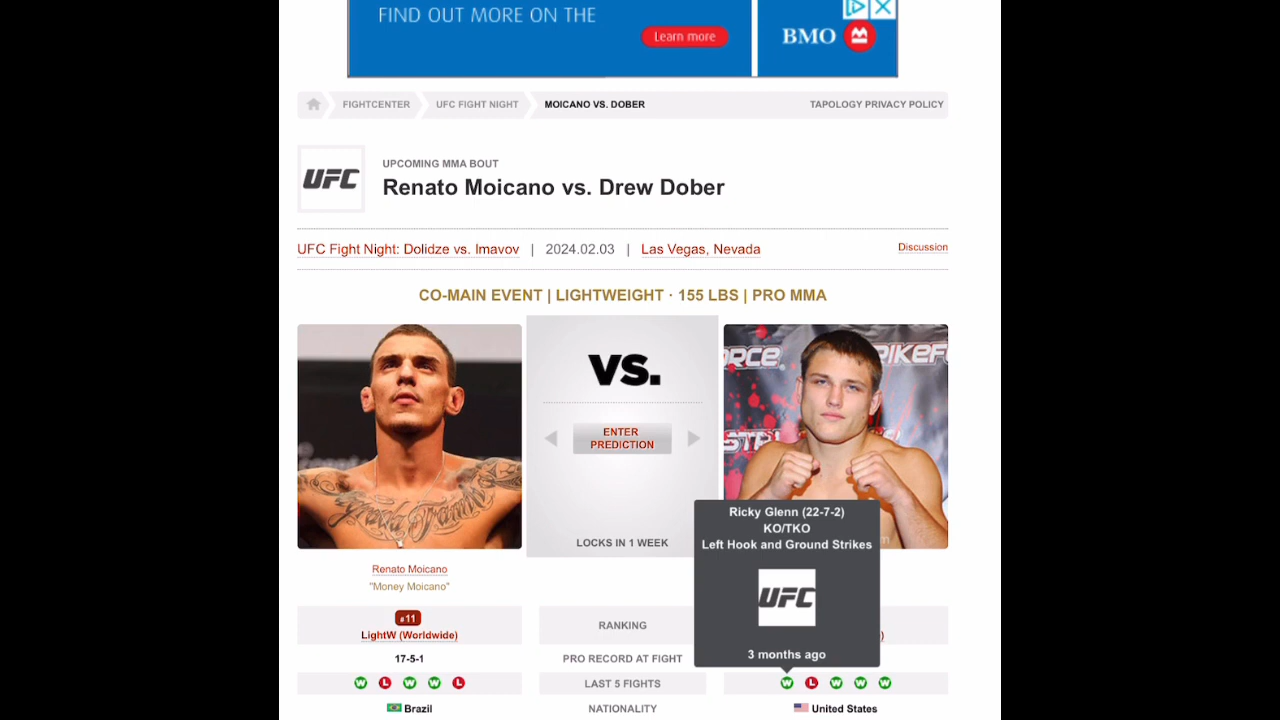 FIND OUT MORE ON THE
Learn more
BMO
FIGHTCENTER
UFC FIGHT NIGHT
MOICANO VS. DOBER
TAPOLOGY PRIVACY POLICY
UFC
UPCOMING MMA BOUT
Renato Moicano vs. Drew Dober
UFC Fight Night: Dolidze vs. Imavov | 2024.02.03 | Las Vegas, Nevada
Discussion
CO-MAIN EVENT | LIGHTWEIGHT · 155 LBS | PRO MMA
VS.
ENTER
PREDICTION
LOCKS IN 1 WEEK
Ricky Glenn (22-7-2)
KO/TKO
Left Hook and Ground Strikes
UFC
3 months ago
Renato Moicano
"Money Moicano"
#11
LightW (Worldwide)
RANKING
17-5-1
PRO RECORD AT FIGHT
W L W W L
LAST 5 FIGHTS
W L W W W
Brazil
NATIONALITY
United States